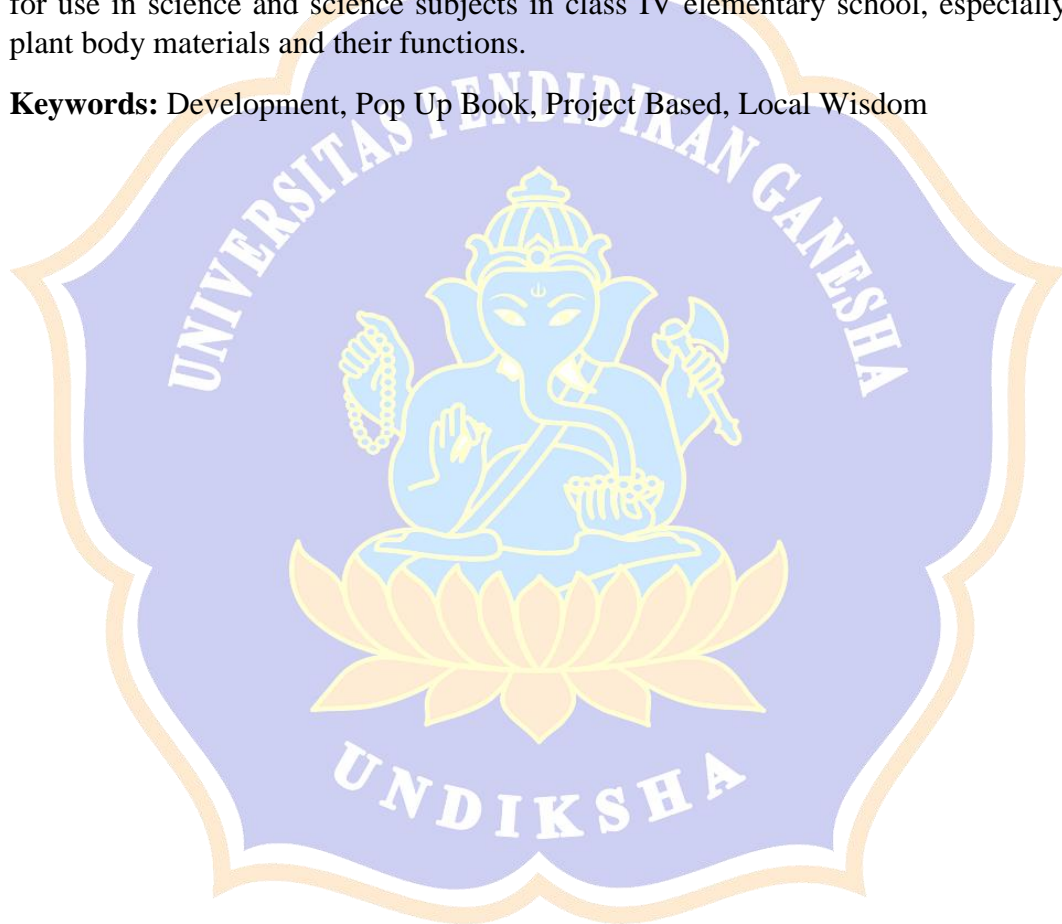 for use in science and science subjects in class IV elementary school, especially
plant body materials and their functions.
Keywords: Development, Pop Up Book, Project Based, Local Wisdom
UNIVERSITAS PENDIDIKAN GANESHA
UNDIKSHA